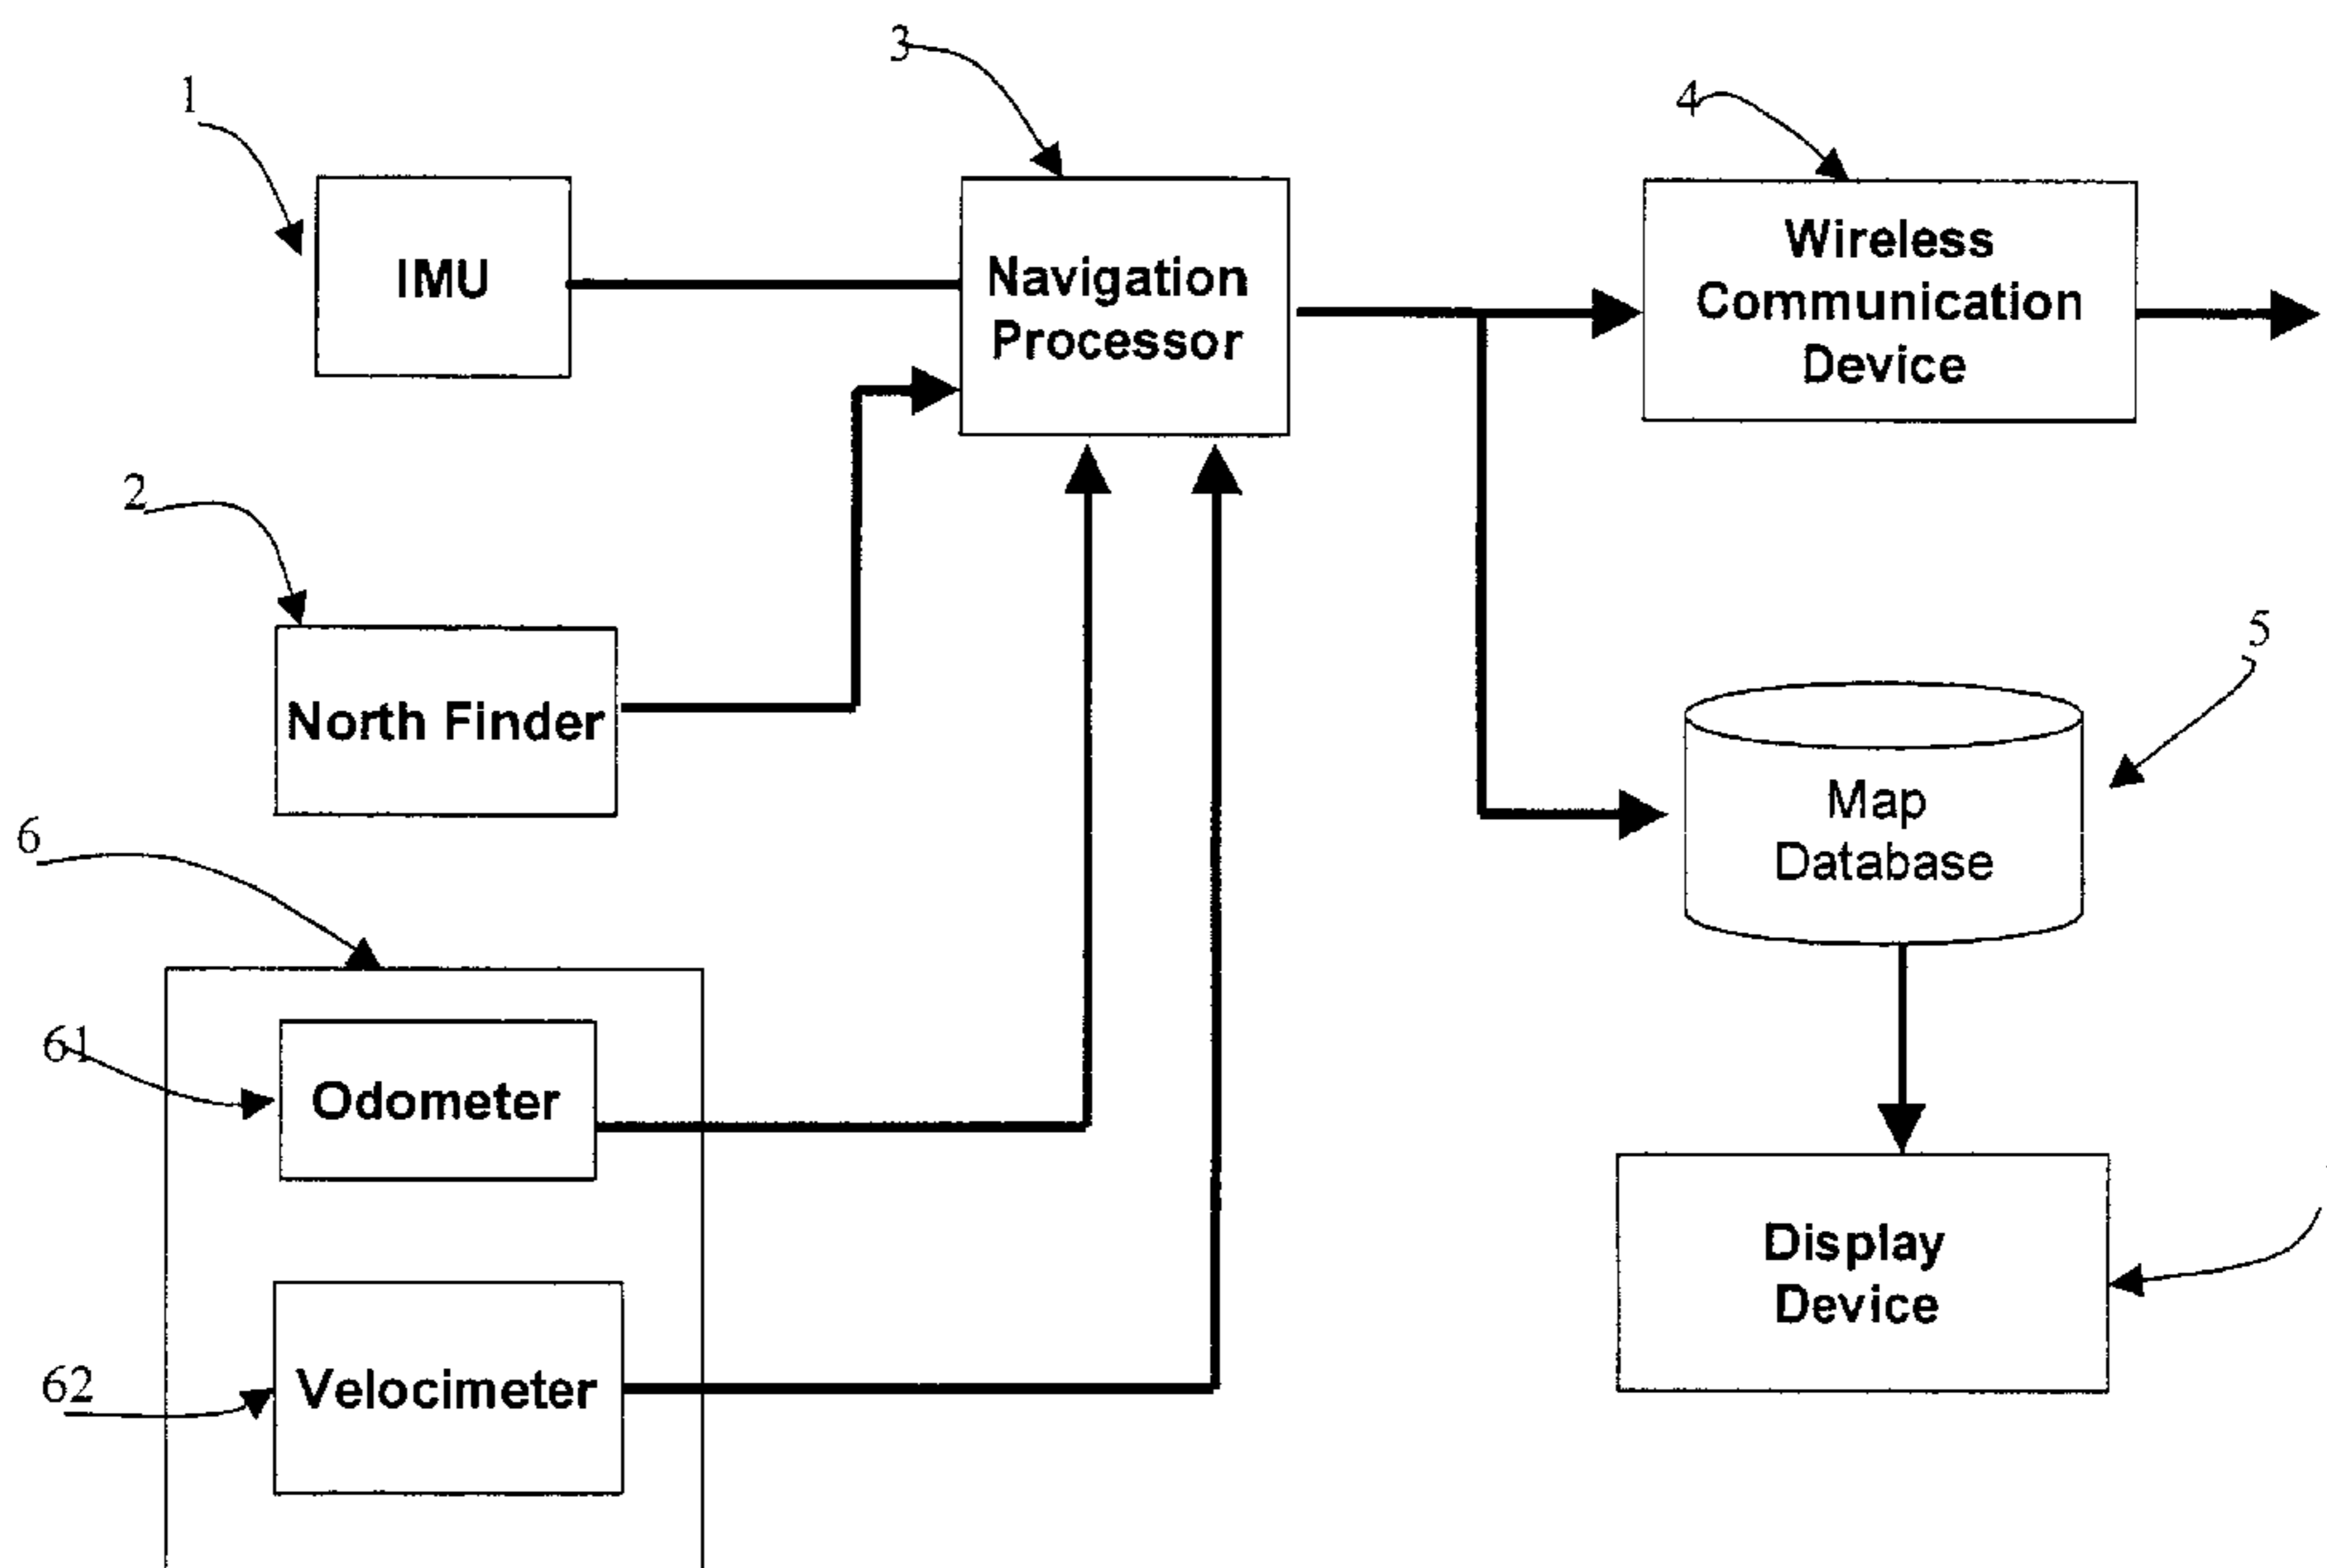 3
1
4
IMU
Navigation
Processor
Wireless
Communication
Device
2
North Finder
5
Map
Database
6
61
Odometer
Display
Device
62
Velocimeter